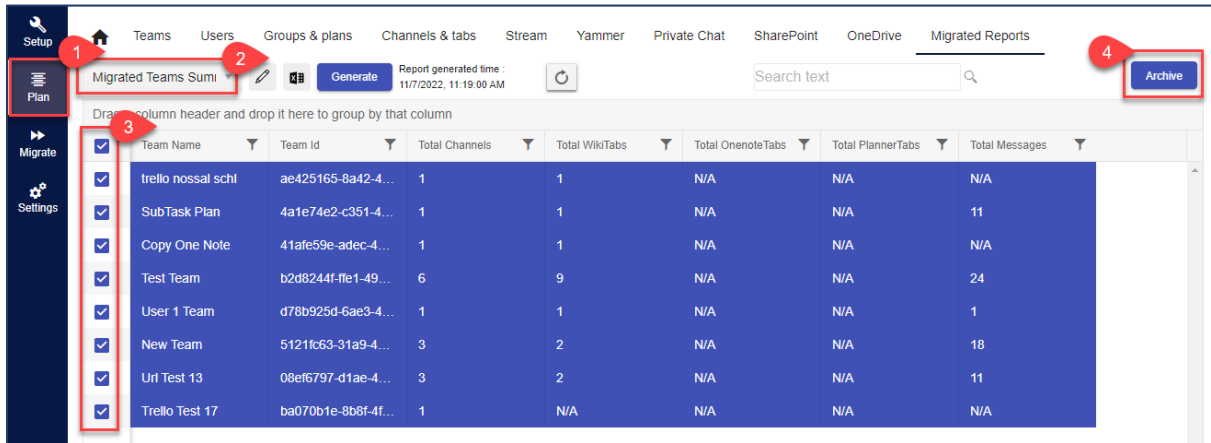 Setup
Plan
Migrate
Settings
Teams Users Groups & plans Channels & tabs Stream Yammer Private Chat SharePoint OneDrive Migrated Reports
1
2
3
4
Migrated Teams Sumr Generate Report generated time :
11/7/2022, 11:19:00 AM
Search text
Archive
column header and drop it here to group by that column
Team Name Team Id Total Channels Total WikiTabs Total OnenoteTabs Total PlannerTabs Total Messages
trello nossal schl ae425165-8a42-4... 1 1 N/A N/A N/A
SubTask Plan 4a1e74e2-c351-4... 1 1 N/A N/A 11
Copy One Note 41afe59e-adec-4... 1 1 N/A N/A N/A
Test Team b2d8244f-ffe1-49... 6 9 N/A N/A 24
User 1 Team d78b925d-6ae3-4... 1 1 N/A N/A 1
New Team 5121fc63-31a9-4... 3 2 N/A N/A 18
Url Test 13 08ef6797-d1ae-4... 3 2 N/A N/A 11
Trello Test 17 ba070b1e-8b8f-4f... 1 N/A N/A N/A N/A